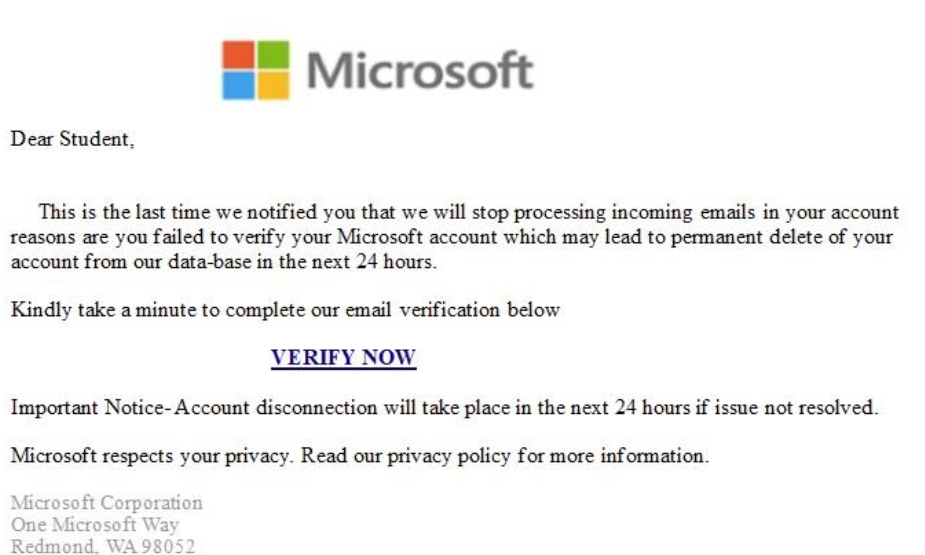 Microsoft
Dear Student,
This is the last time we notified you that we will stop processing incoming emails in your account
reasons are you failed to verify your Microsoft account which may lead to permanent delete of your
account from our data-base in the next 24 hours.
Kindly take a minute to complete our email verification below
VERIFY NOW
Important Notice- Account disconnection will take place in the next 24 hours if issue not resolved.
Microsoft respects your privacy. Read our privacy policy for more information.
Microsoft Corporation
One Microsoft Way
Redmond, WA 98052